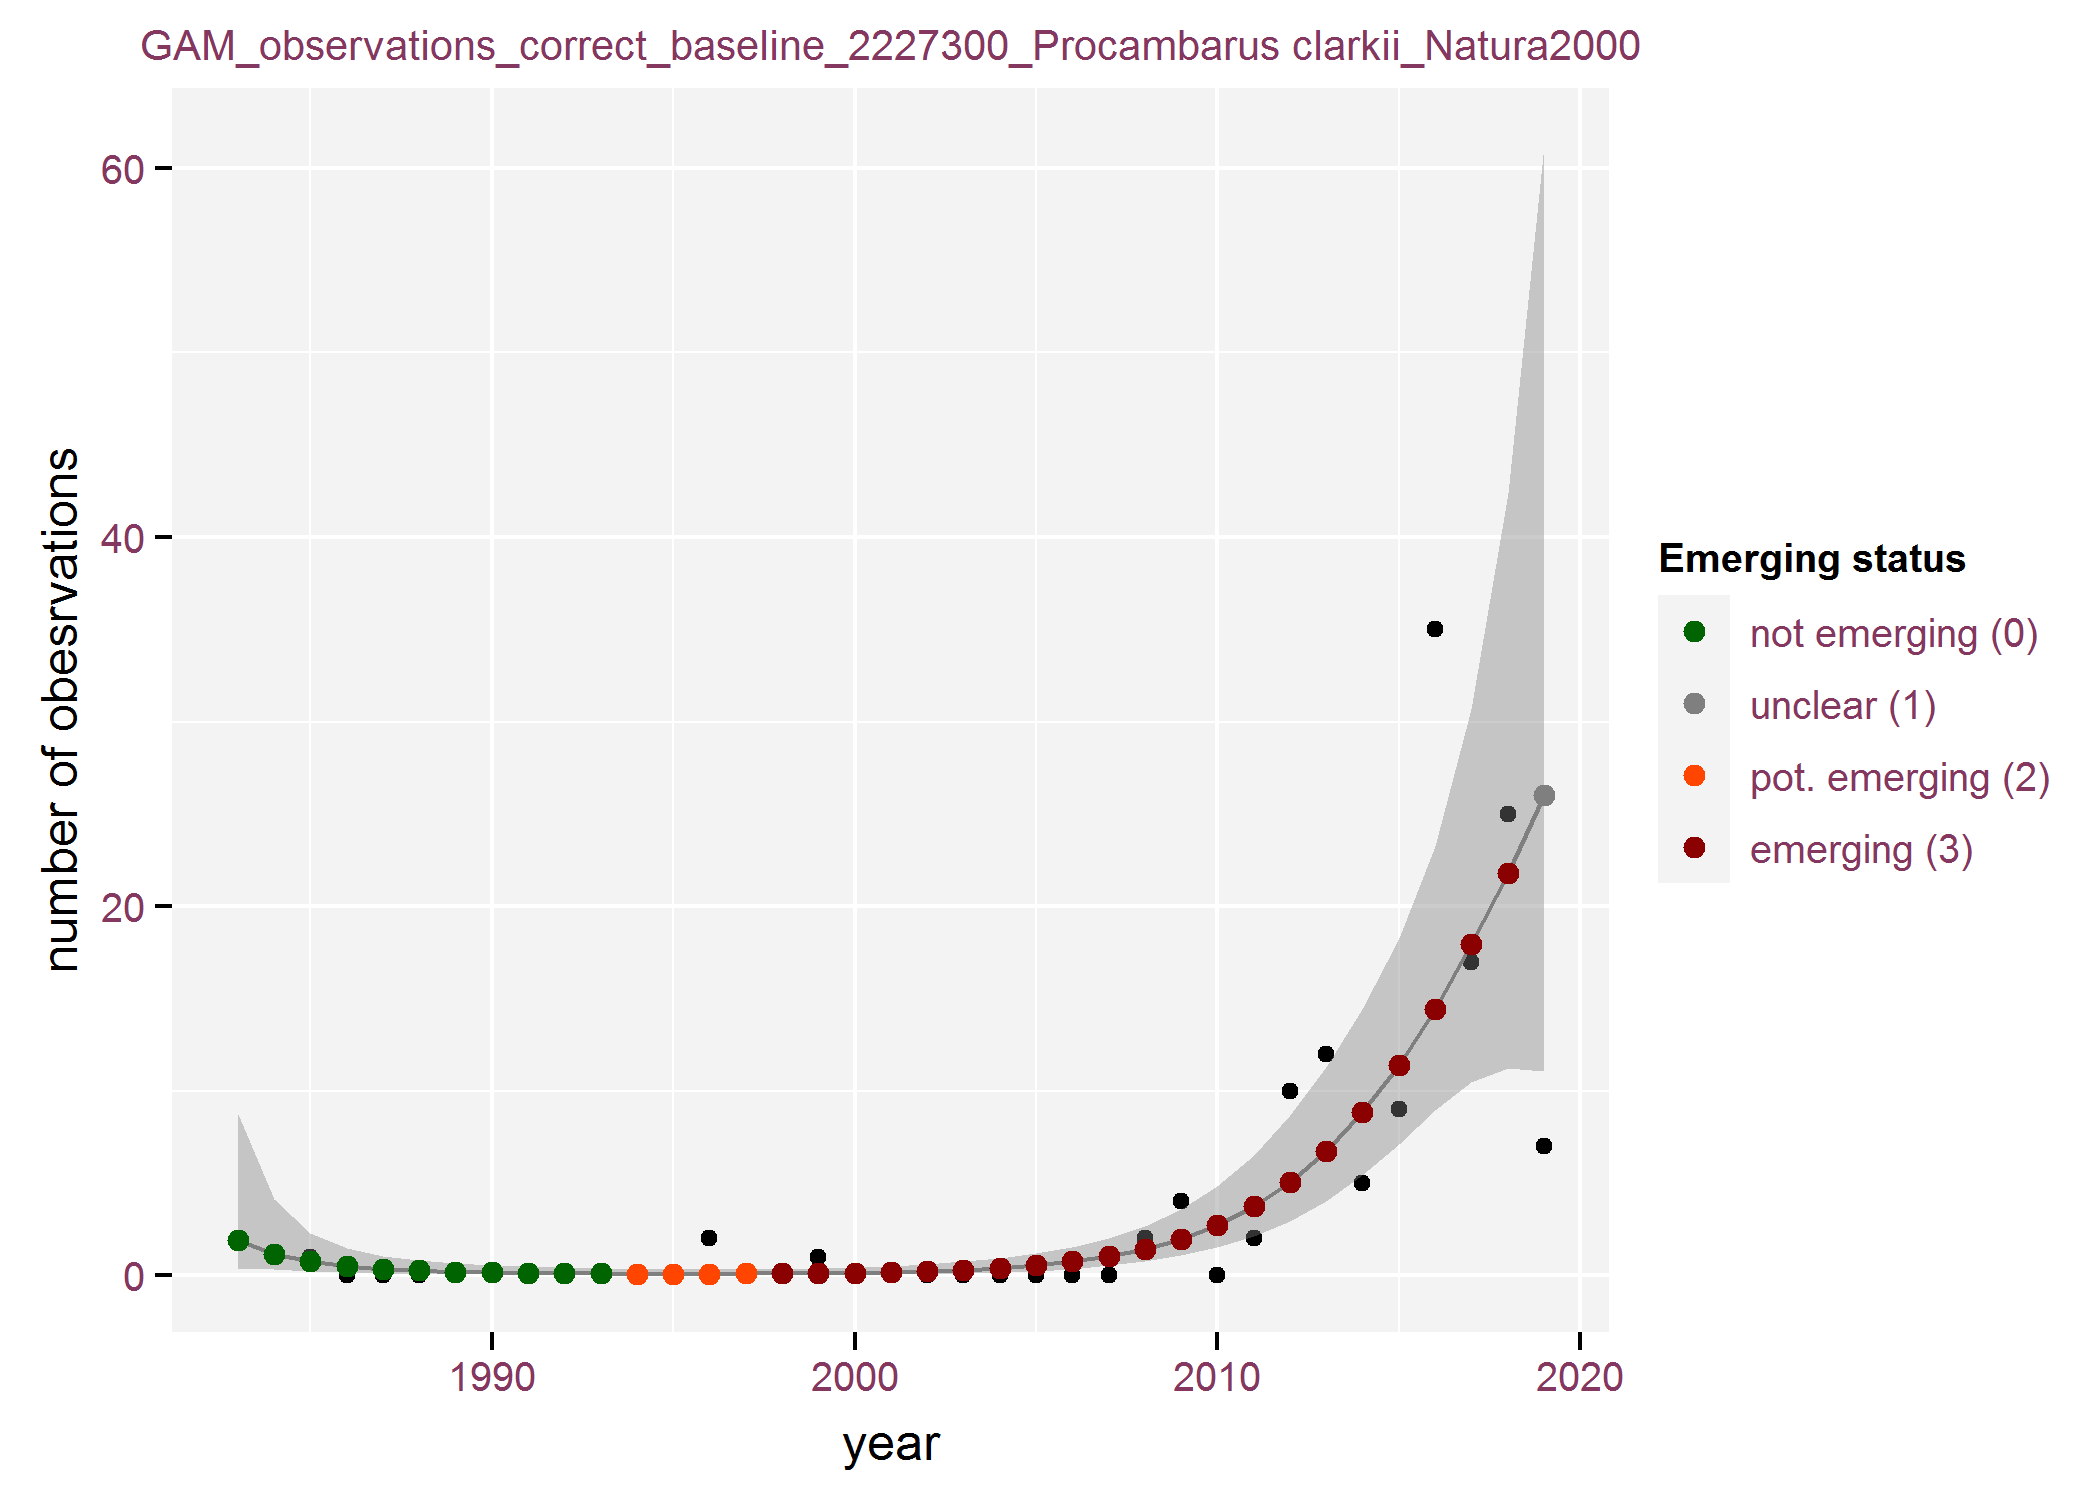 GAM_observations_correct_baseline_2227300_Procambarus clarkii_Natura2000
60
40
20
0
number of obesrvations
1990
2000
2010
2020
year
Emerging status
not emerging (0)
unclear (1)
pot. emerging (2)
emerging (3)